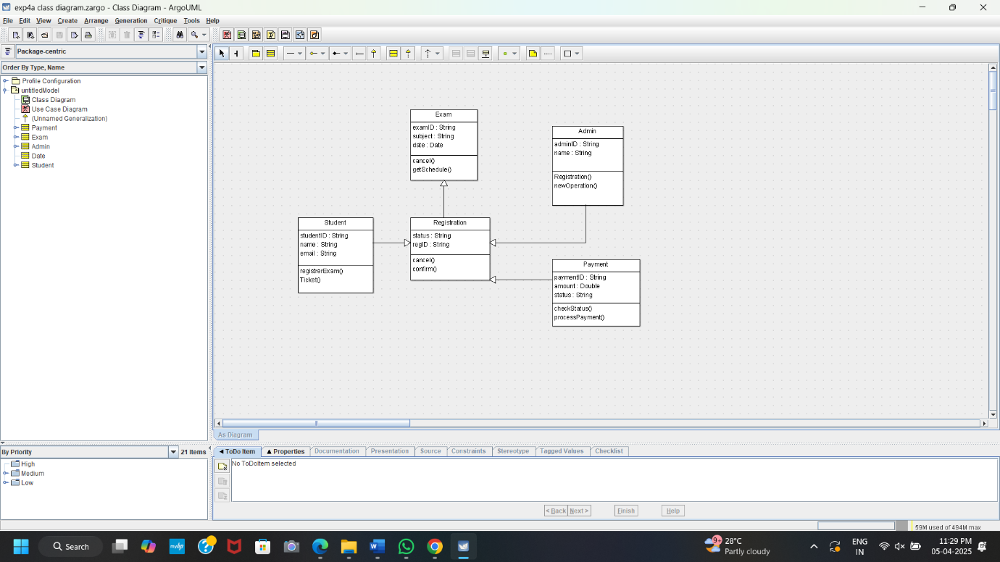 exp4a class diagram.zargo - Class Diagram - ArgoUML
File Edit View Create Arrange Generation Critique Tools Help
Package-centric
Order By Type, Name
Profile Configuration
untitledModel
Class Diagram
Use Case Diagram
(Unnamed Generalization)
Payment
Exam
Admin
Date
Student
Exam
examID : String
subject : String
date : Date
cancel()
getSchedule()
Admin
adminID : String
name : String
Registration()
newOperation()
Student
studentID : String
name : String
email : String
registrerExam()
Ticket()
Registration
status : String
regID : String
cancel()
confirm()
Payment
paymentID : String
amount : Double
status : String
checkStatus()
processPayment()
As Diagram
By Priority 21 Items
High
Medium
Low
ToDo Item Properties Documentation Presentation Source Constraints Stereotype Tagged Values Checklist
No ToDoItem selected
< Back Next > Finish Help
59M used of 494M max
Search
myhp
9+
28°C
Partly cloudy
ENG
IN
11:29 PM
05-04-2025